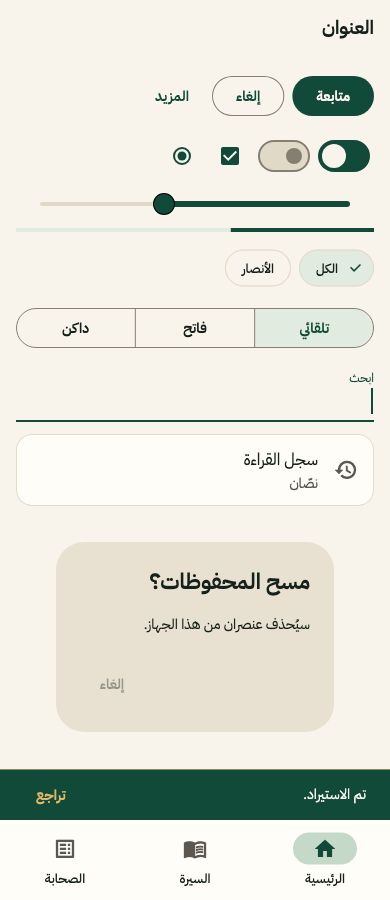 العنوان
متابعة إلغاء المزيد
الكل الأنصار
تلقائي فاتح داكن
ابحث
سجل القراءة
نصّان
مسح المحفوظات؟
سيُحذف عنصران من هذا الجهاز.
إلغاء
تم الاستيراد. تراجع
الرئيسية السيرة الصحابة